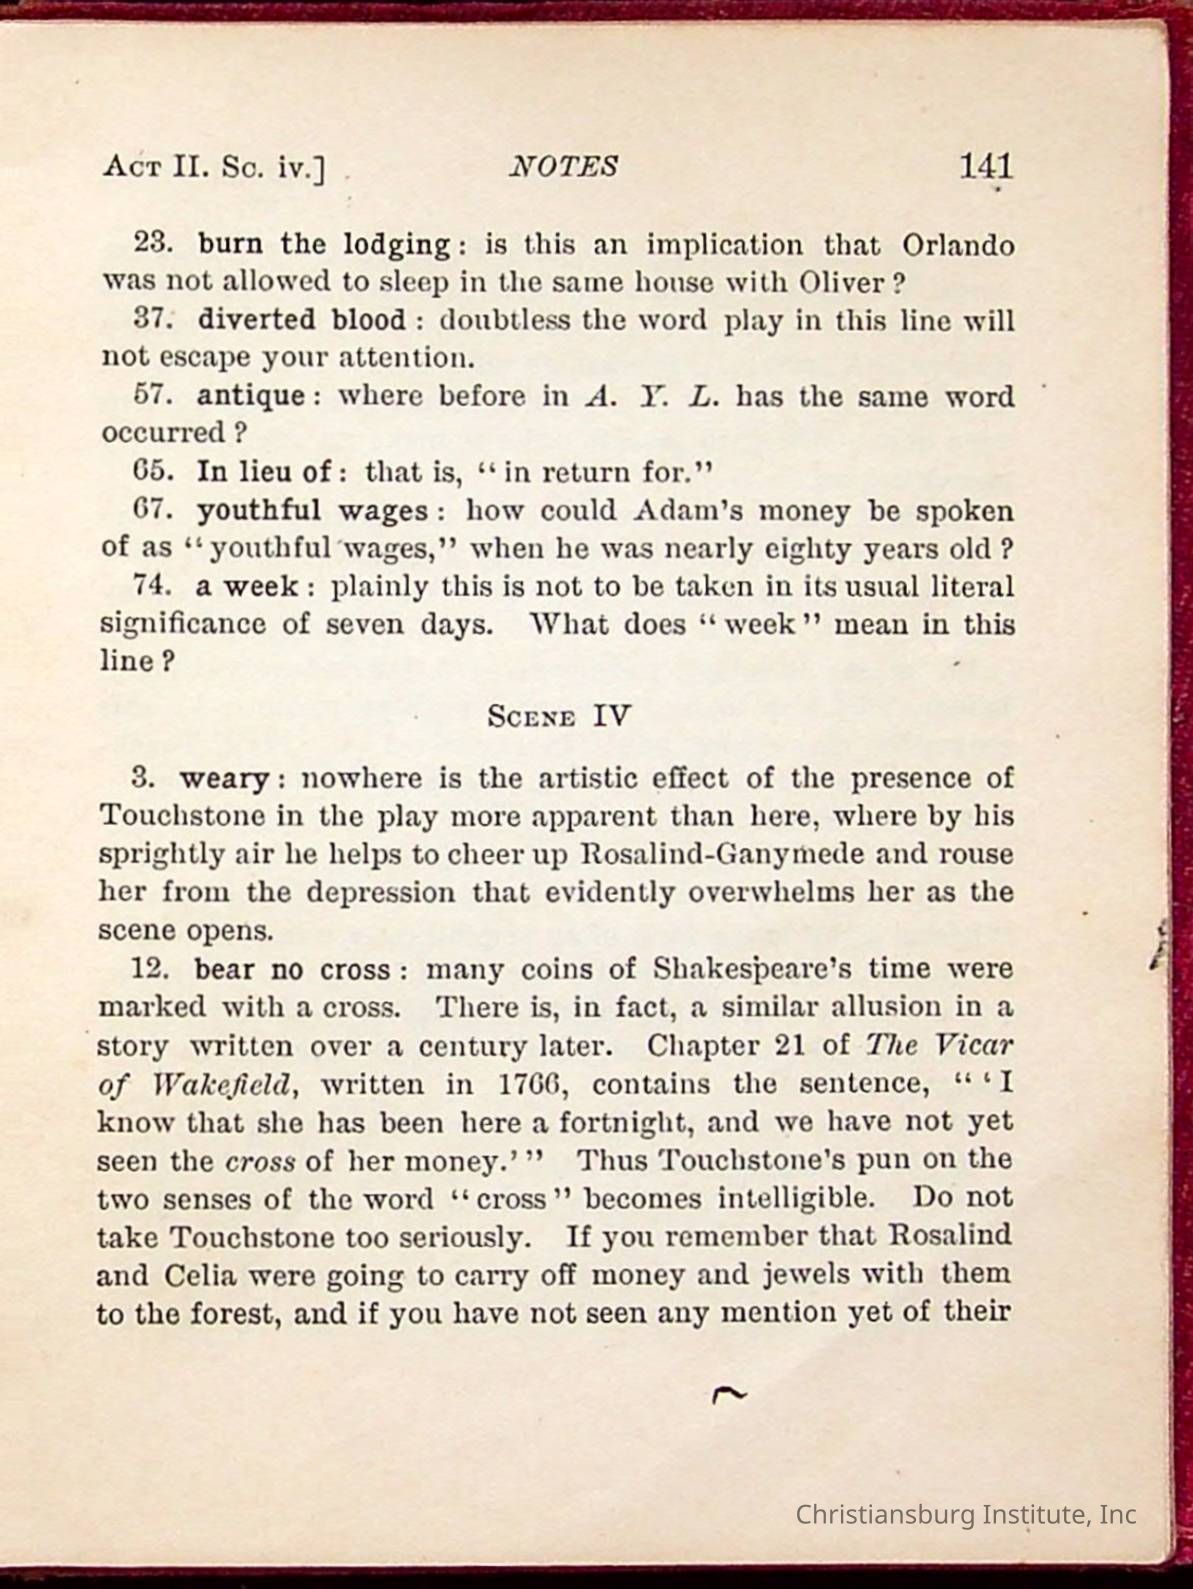 ACT II. Sc. iv.] NOTES 141
23. burn the lodging: is this an implication that Orlando
was not allowed to sleep in the same house with Oliver?
37. diverted blood: doubtless the word play in this line will
not escape your attention.
57. antique: where before in A. Y. L. has the same word
occurred?
65. In lieu of: that is, "in return for."
67. youthful wages: how could Adam's money be spoken
of as "youthful wages," when he was nearly eighty years old?
74. a week: plainly this is not to be taken in its usual literal
significance of seven days. What does "week" mean in this
line?
SCENE IV
3. weary: nowhere is the artistic effect of the presence of
Touchstone in the play more apparent than here, where by his
sprightly air he helps to cheer up Rosalind-Ganymede and rouse
her from the depression that evidently overwhelms her as the
scene opens.
12. bear no cross: many coins of Shakespeare's time were
marked with a cross. There is, in fact, a similar allusion in a
story written over a century later. Chapter 21 of The Vicar
of Wakefield, written in 1766, contains the sentence, "'I
know that she has been here a fortnight, and we have not yet
seen the cross of her money.'" Thus Touchstone's pun on the
two senses of the word "cross" becomes intelligible. Do not
take Touchstone too seriously. If you remember that Rosalind
and Celia were going to carry off money and jewels with them
to the forest, and if you have not seen any mention yet of their
Christiansburg Institute, Inc